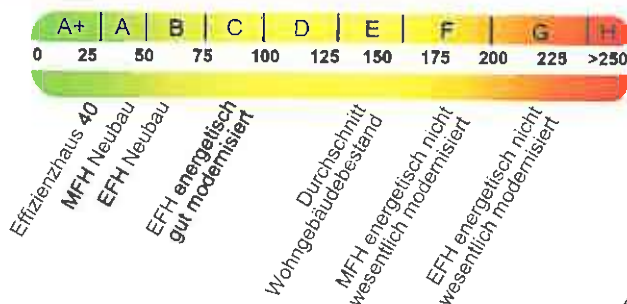 A+ A B C D E F G H
0 25 50 75 100 125 150 175 200 225 >250
Effizienzhaus 40
MFH Neubau
EFH Neubau
EFH energetisch
gut modernisiert
Durchschnitt
Wohngebäudebestand
MFH energetisch nicht
wesentlich modernisiert
EFH energetisch nicht
wesentlich modernisiert